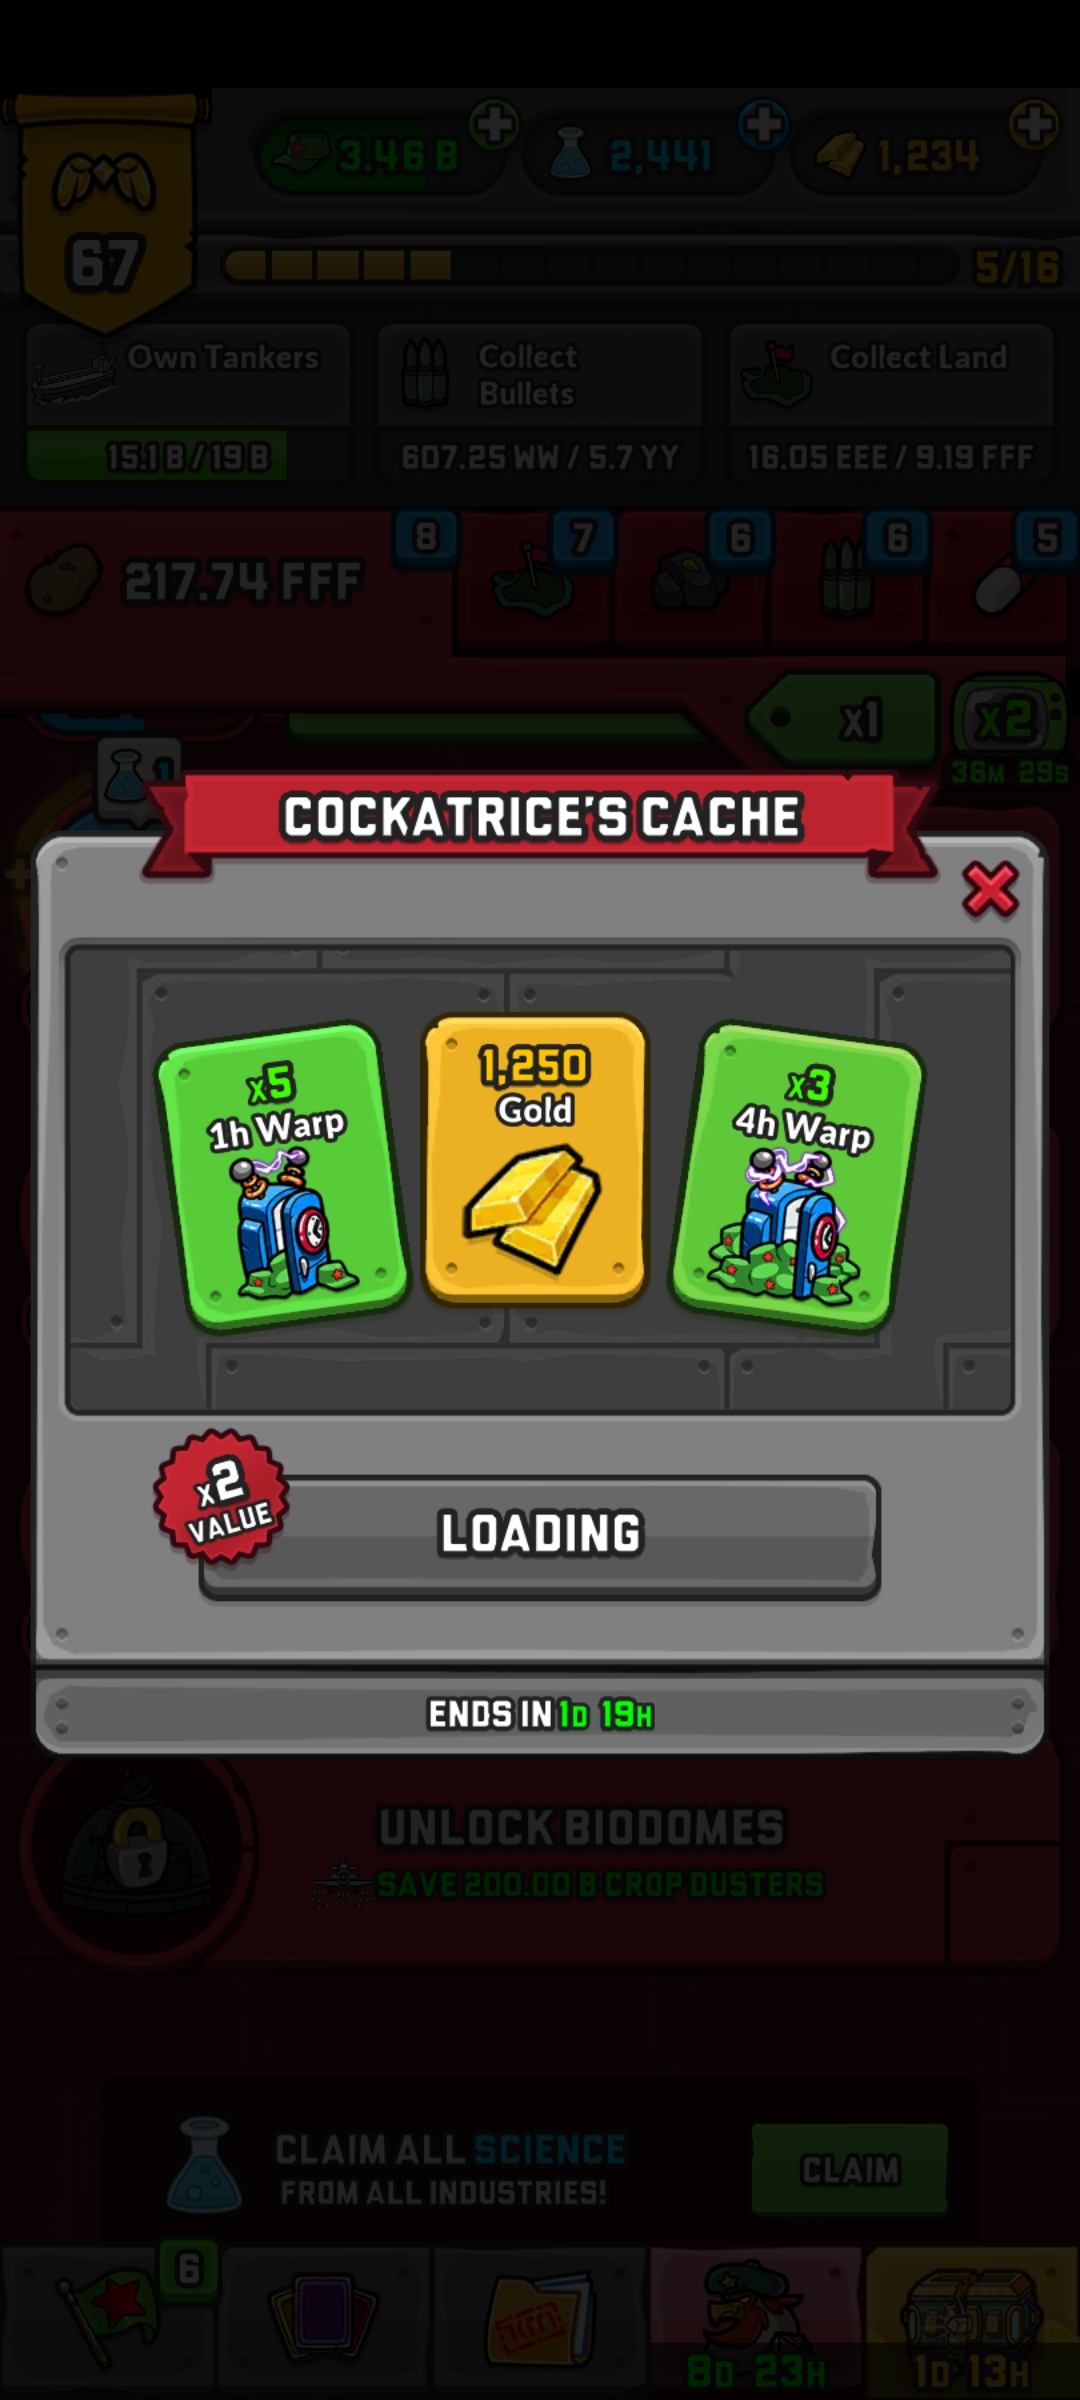 3.46 B
2,441
1,234
67
5/16
Own Tankers
15.1 B / 19 B
Collect
Bullets
607.25 WW / 5.7 YY
Collect Land
16.05 EEE / 9.19 FFF
217.74 FFF
8
7
6
6
5
x1
x2
36M 29S
1
COCKATRICE'S CACHE
x5
1h Warp
1,250
Gold
x3
4h Warp
x2
VALUE
LOADING
ENDS IN 1D 19H
UNLOCK BIODOMES
SAVE 200.00 B CROP DUSTERS
CLAIM ALL SCIENCE
FROM ALL INDUSTRIES!
CLAIM
6
8D 23H
1D 13H